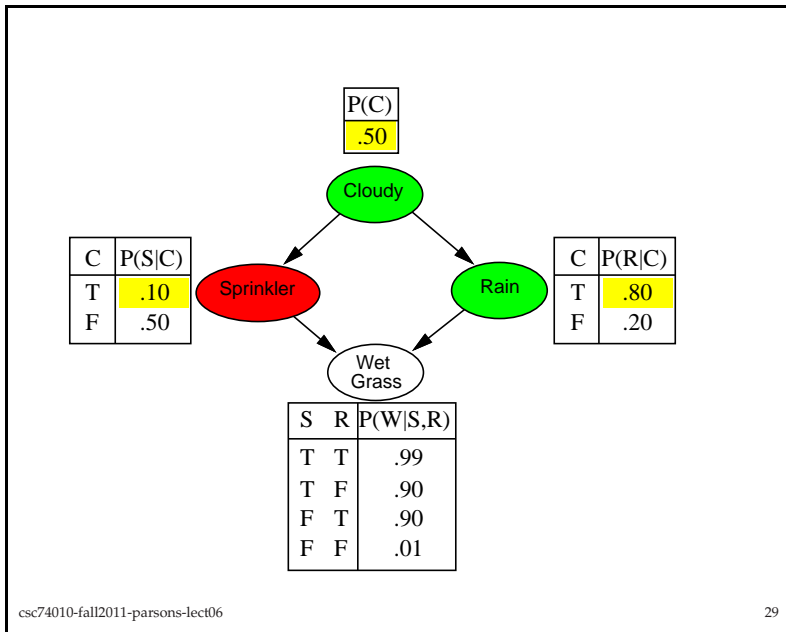 P(C)
.50
Cloudy
C P(S|C)
T .10
F .50
Sprinkler
Rain
C P(R|C)
T .80
F .20
Wet
Grass
S R P(W|S,R)
T T .99
T F .90
F T .90
F F .01
csc74010-fall2011-parsons-lect06 29